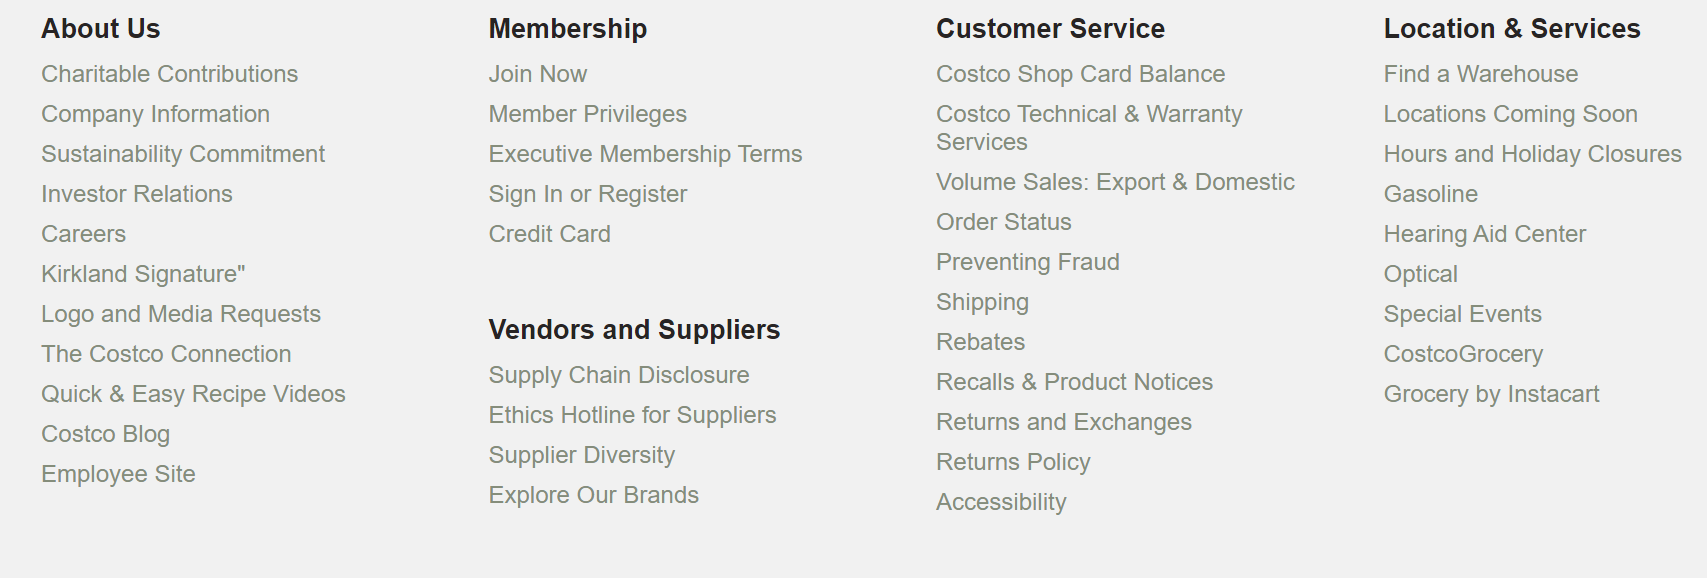 About Us
Charitable Contributions
Company Information
Sustainability Commitment
Investor Relations
Careers
Kirkland Signature"
Logo and Media Requests
The Costco Connection
Quick & Easy Recipe Videos
Costco Blog
Employee Site
Membership
Join Now
Member Privileges
Executive Membership Terms
Sign In or Register
Credit Card
Vendors and Suppliers
Supply Chain Disclosure
Ethics Hotline for Suppliers
Supplier Diversity
Explore Our Brands
Customer Service
Costco Shop Card Balance
Costco Technical & Warranty
Services
Volume Sales: Export & Domestic
Order Status
Preventing Fraud
Shipping
Rebates
Recalls & Product Notices
Returns and Exchanges
Returns Policy
Accessibility
Location & Services
Find a Warehouse
Locations Coming Soon
Hours and Holiday Closures
Gasoline
Hearing Aid Center
Optical
Special Events
CostcoGrocery
Grocery by Instacart